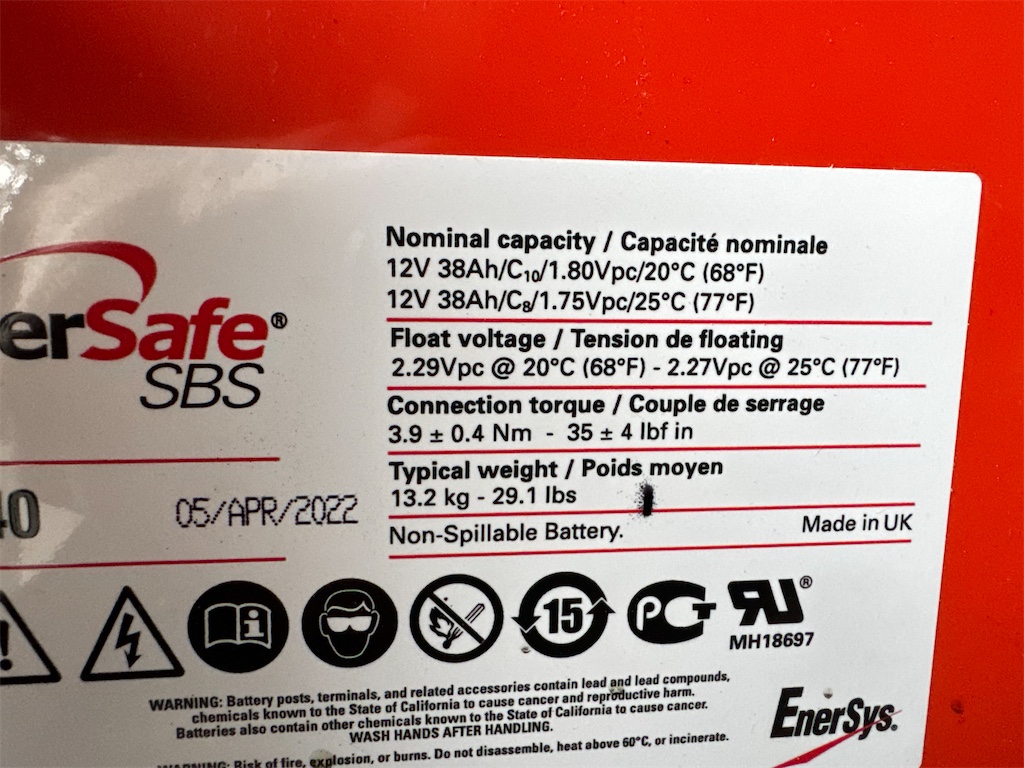 Nominal capacity / Capacité nominale
12V 38Ah/C₁₀/1.80Vpc/20°C (68°F)
12V 38Ah/C₈/1.75Vpc/25°C (77°F)
Float voltage / Tension de floating
2.29Vpc @ 20°C (68°F) - 2.27Vpc @ 25°C (77°F)
Connection torque / Couple de serrage
3.9 ± 0.4 Nm - 35 ± 4 lbf in
Typical weight / Poids moyen
13.2 kg - 29.1 lbs
Non-Spillable Battery.
Made in UK
erSafe®
SBS
40
05/APR/2022
!
i
15
PCT
RU®
MH18697
WARNING: Battery posts, terminals, and related accessories contain lead and lead compounds,
chemicals known to the State of California to cause cancer and reproductive harm.
Batteries also contain other chemicals known to the State of California to cause cancer.
WASH HANDS AFTER HANDLING.
WARNING: Risk of fire, explosion, or burns. Do not disassemble, heat above 60°C, or incinerate.
EnerSys.